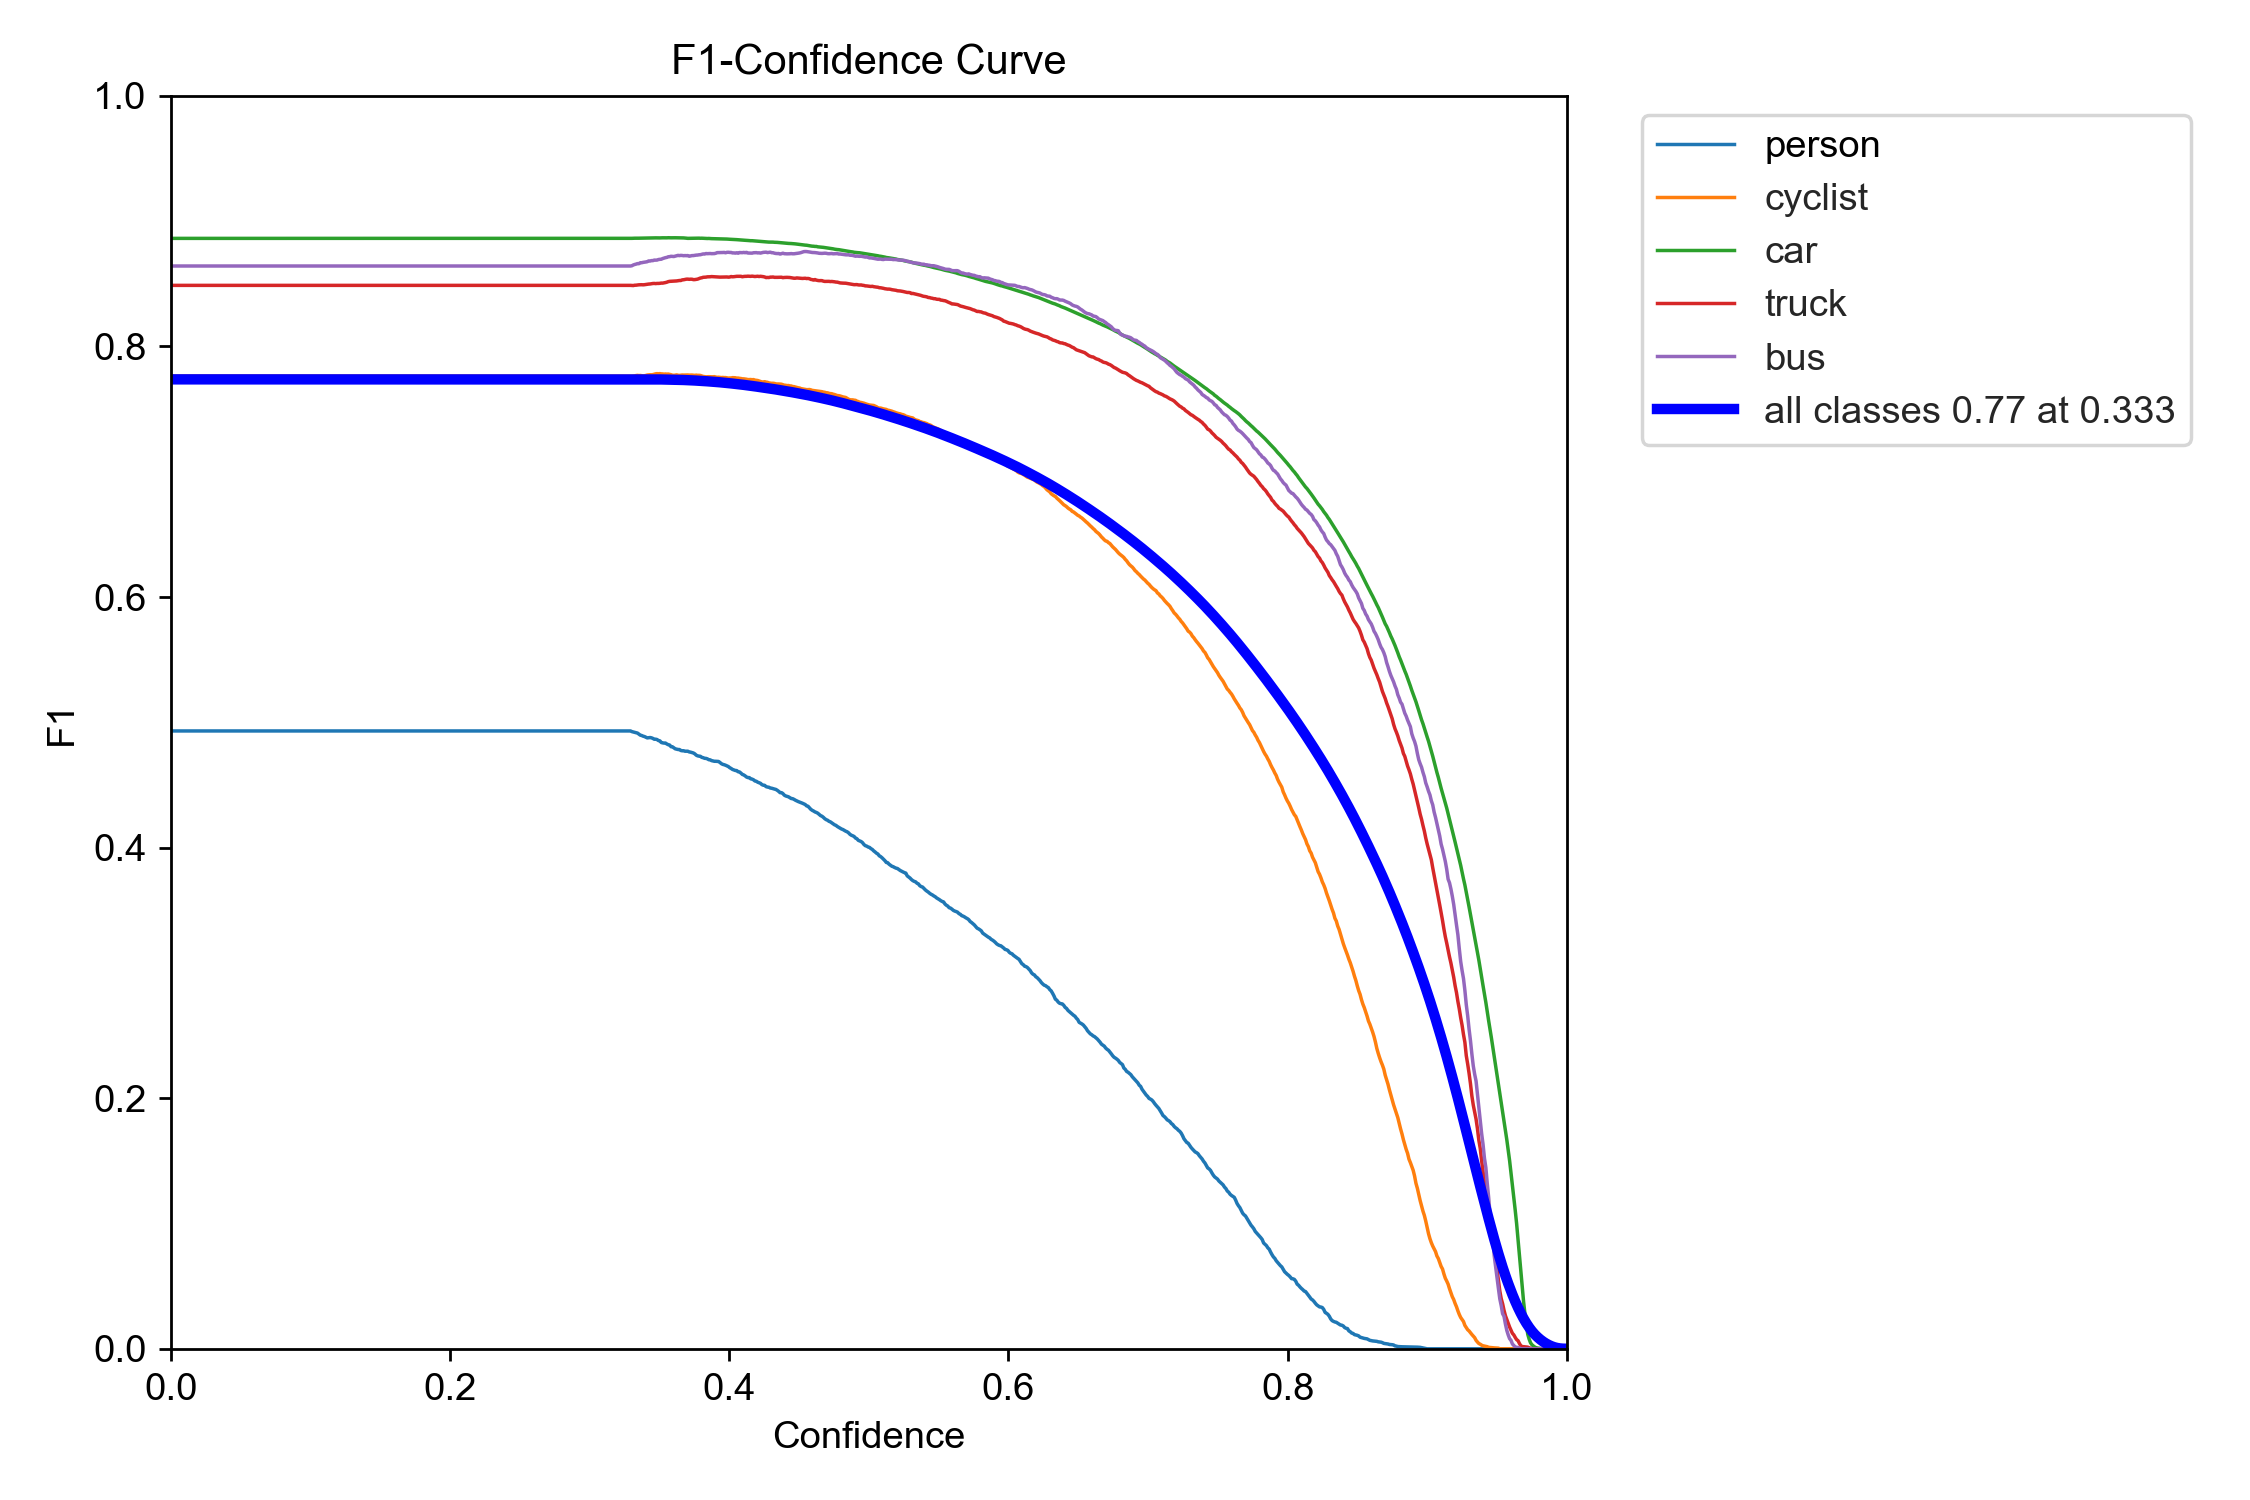 F1-Confidence Curve
1.0
0.8
0.6
0.4
0.2
0.0
F1
0.0 0.2 0.4 0.6 0.8 1.0
Confidence
person
cyclist
car
truck
bus
all classes 0.77 at 0.333